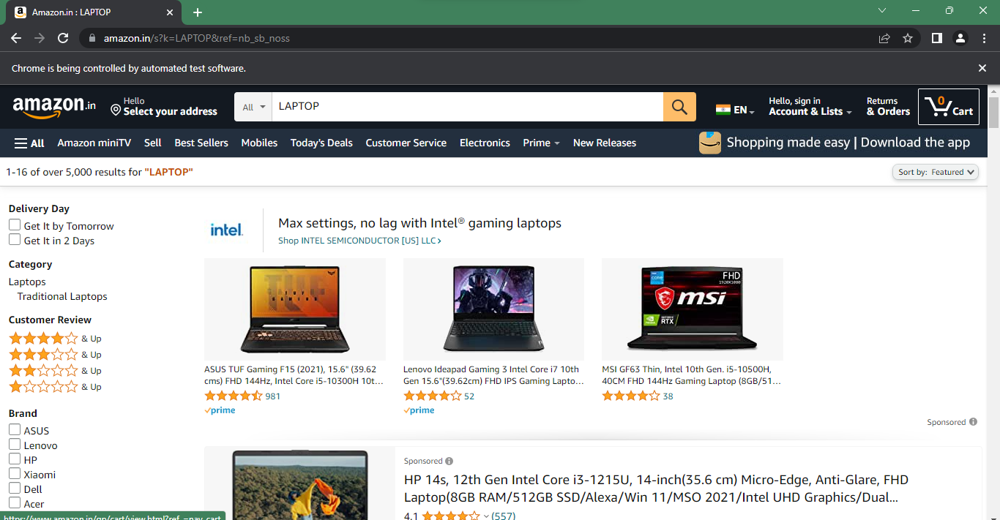 Amazon.in : LAPTOP
amazon.in/s?k=LAPTOP&ref=nb_sb_noss
Chrome is being controlled by automated test software.
amazon.in
Hello
Select your address
All
LAPTOP
EN
Hello, sign in
Account & Lists
Returns
& Orders
0
Cart
All
Amazon miniTV
Sell
Best Sellers
Mobiles
Today's Deals
Customer Service
Electronics
Prime
New Releases
Shopping made easy | Download the app
1-16 of over 5,000 results for "LAPTOP"
Sort by: Featured
Delivery Day
Get It by Tomorrow
Get It in 2 Days
Category
Laptops
Traditional Laptops
Customer Review
& Up
& Up
& Up
& Up
Brand
ASUS
Lenovo
HP
Xiaomi
Dell
Acer
intel.
Max settings, no lag with Intel® gaming laptops
Shop INTEL SEMICONDUCTOR [US] LLC ›
TUF
GAMING
ASUS TUF Gaming F15 (2021), 15.6" (39.62
cms) FHD 144Hz, Intel Core i5-10300H 10t...
981
prime
Lenovo Ideapad Gaming 3 Intel Core i7 10th
Gen 15.6"(39.62cm) FHD IPS Gaming Lapto...
52
prime
FHD
1920X1080
msi
RTX
MSI GF63 Thin, Intel 10th Gen. i5-10500H,
40CM FHD 144Hz Gaming Laptop (8GB/51...
38
Sponsored
Sponsored
HP 14s, 12th Gen Intel Core i3-1215U, 14-inch(35.6 cm) Micro-Edge, Anti-Glare, FHD
Laptop(8GB RAM/512GB SSD/Alexa/Win 11/MSO 2021/Intel UHD Graphics/Dual...
4.1
(557)
https://www.amazon.in/gp/cart/view.html?ref_=nav_cart